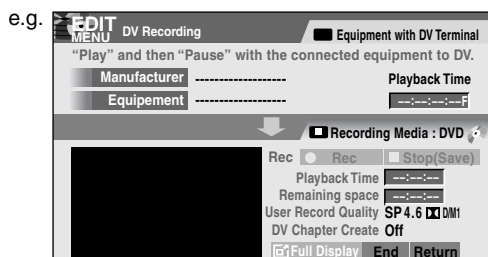 e.g.
EDIT
MENU DV Recording Equipment with DV Terminal
“Play” and then “Pause” with the connected equipment to DV.
Manufacturer ------------------- Playback Time
Equipement ------------------- --:--:--:--F
Recording Media : DVD
Rec Rec Stop(Save)
Playback Time --:--:--
Remaining space --:--:--
User Record Quality SP 4.6 D/M1
DV Chapter Create Off
Full Display End Return